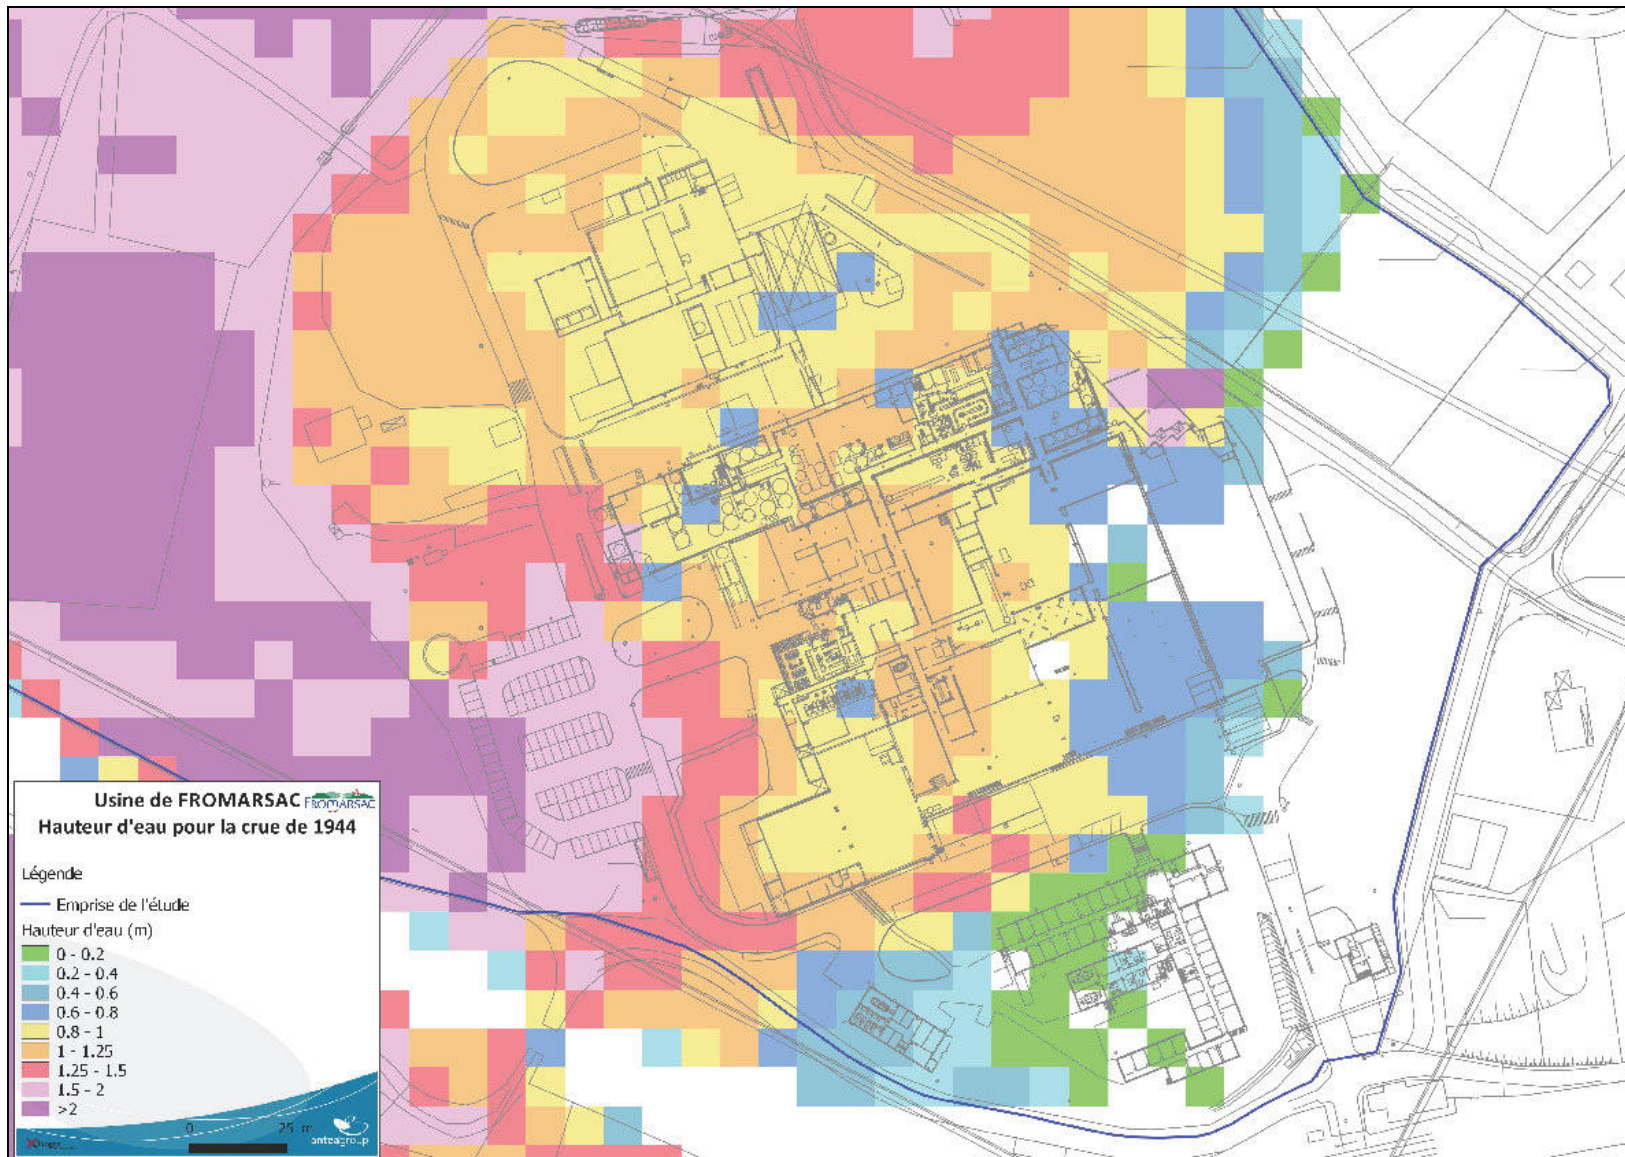 Usine de FROMARSAC FROMARSAC
Hauteur d'eau pour la crue de 1944
Légende
Emprise de l'étude
Hauteur d'eau (m)
0 - 0.2
0.2 - 0.4
0.4 - 0.6
0.6 - 0.8
0.8 - 1
1 - 1.25
1.25 - 1.5
1.5 - 2
>2
0 25 m
anteagroup